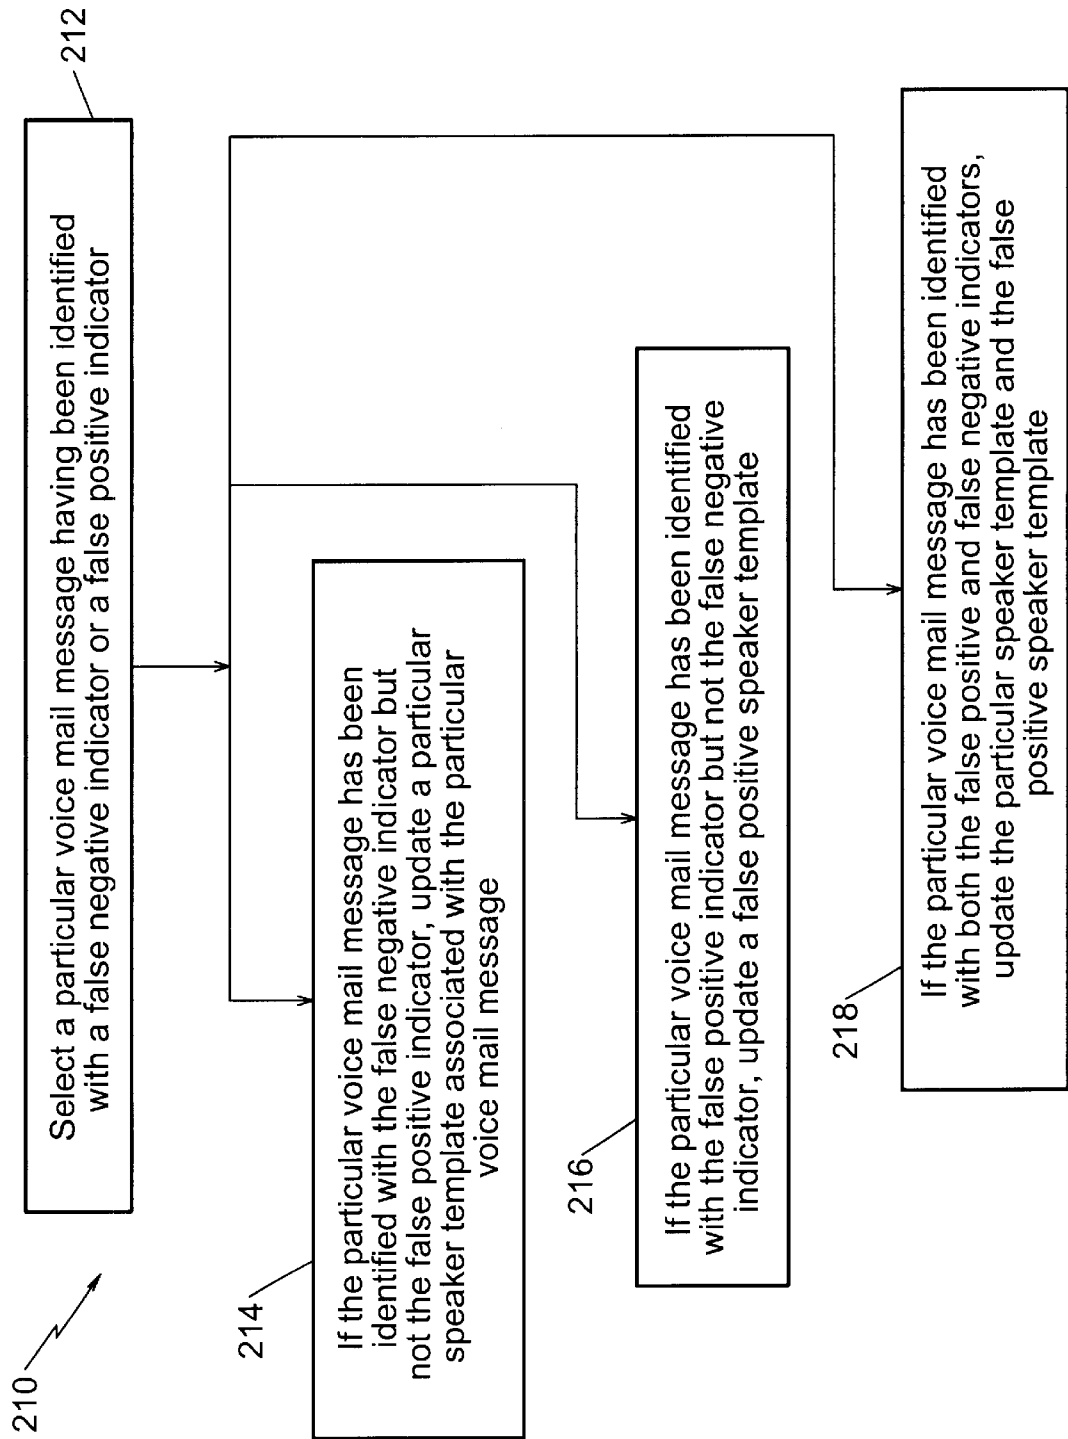 210
212
Select a particular voice mail message having been identified
with a false negative indicator or a false positive indicator
214
If the particular voice mail message has been
identified with the false negative indicator but
not the false positive indicator, update a particular
speaker template associated with the particular
voice mail message
216
If the particular voice mail message has been identified
with the false positive indicator but not the false negative
indicator, update a false positive speaker template
218
If the particular voice mail message has been identified
with both the false positive and false negative indicators,
update the particular speaker template and the false
positive speaker template